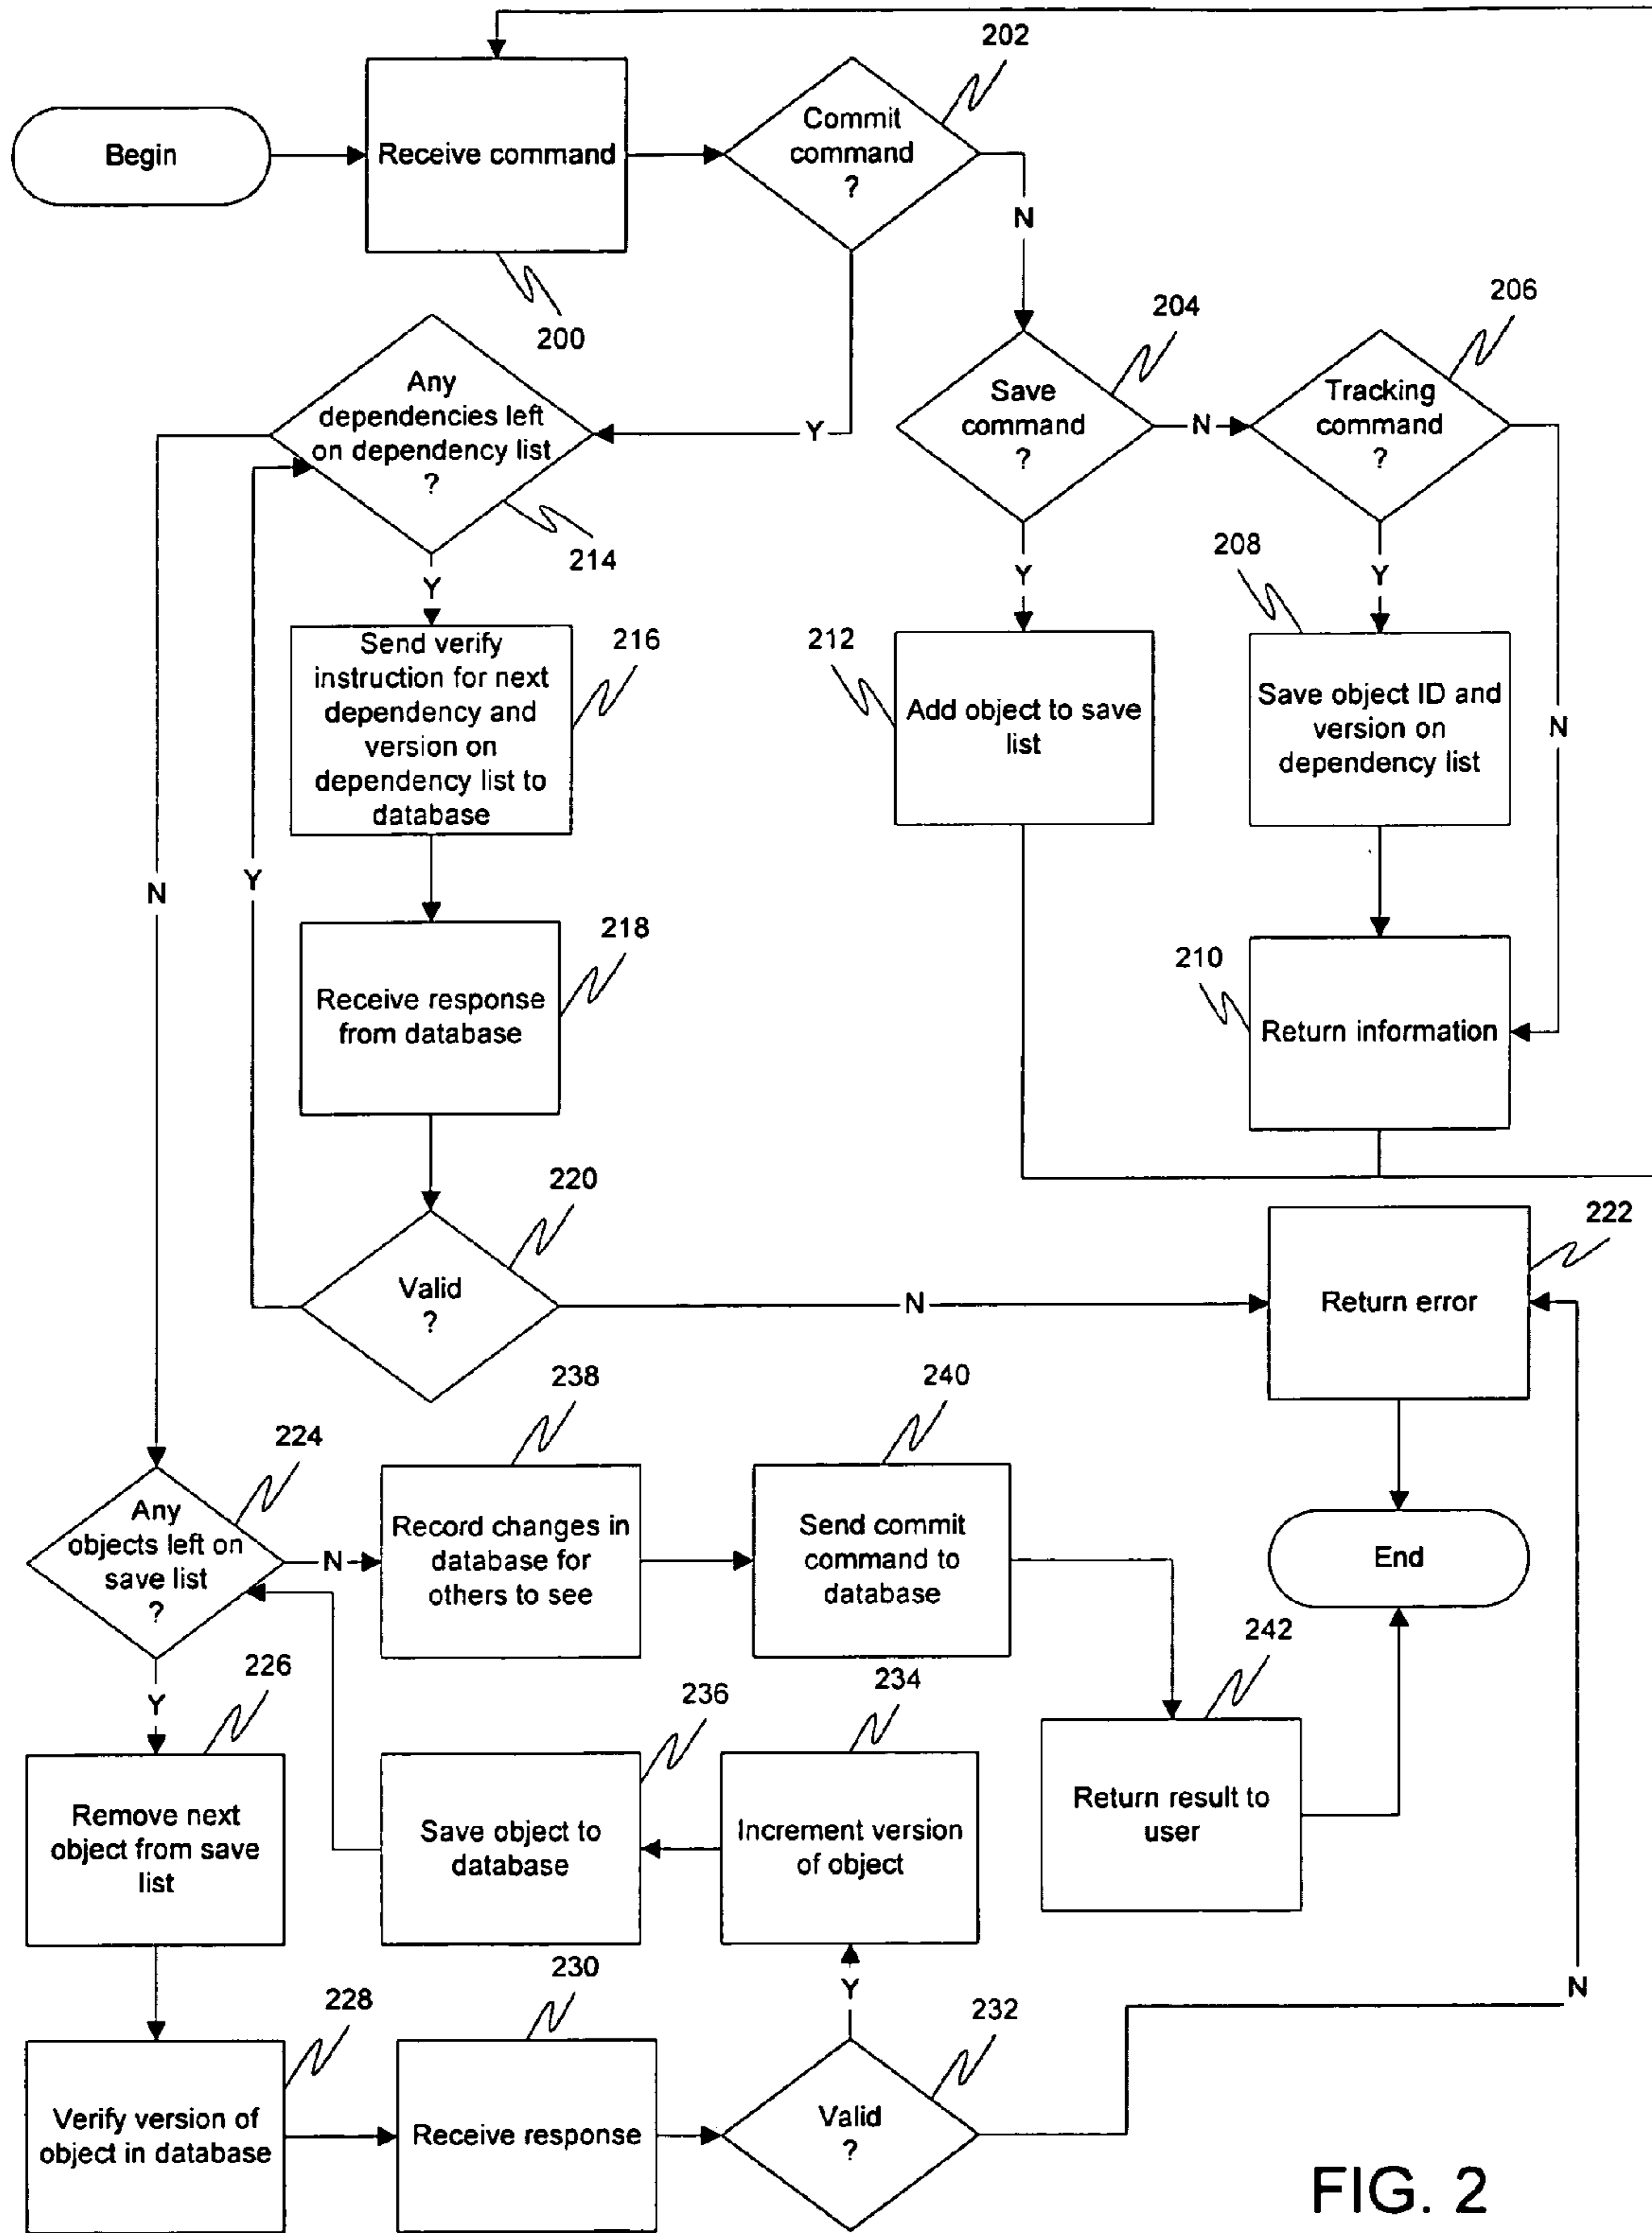 202
Begin
Receive command
Commit
command
?
N
200
204
206
Any
dependencies left
on dependency list
?
Y
Save
command
?
N
Tracking
command
?
214
Y
Y
208
Y
Send verify
instruction for next
dependency and
version on
dependency list to
database
216
212
Add object to save
list
Save object ID and
version on
dependency list
N
N
Y
218
Receive response
from database
210
Return information
220
Valid
?
N
222
Return error
238
240
224
Any
objects left on
save list
?
N
Record changes in
database for
others to see
Send commit
command to
database
End
Y
226
236
234
242
Remove next
object from save
list
Save object to
database
Increment version
of object
Return result to
user
228
230
Y
232
N
Verify version of
object in database
Receive response
Valid
?
FIG. 2